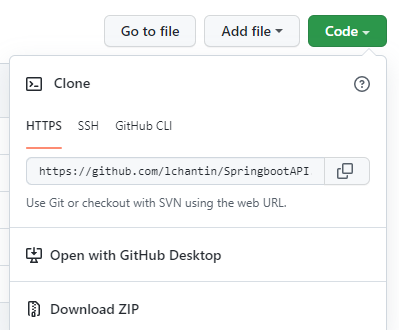 Go to file Add file Code
Clone
HTTPS SSH GitHub CLI
https://github.com/lchantin/SpringbootAPI
Use Git or checkout with SVN using the web URL.
Open with GitHub Desktop
Download ZIP